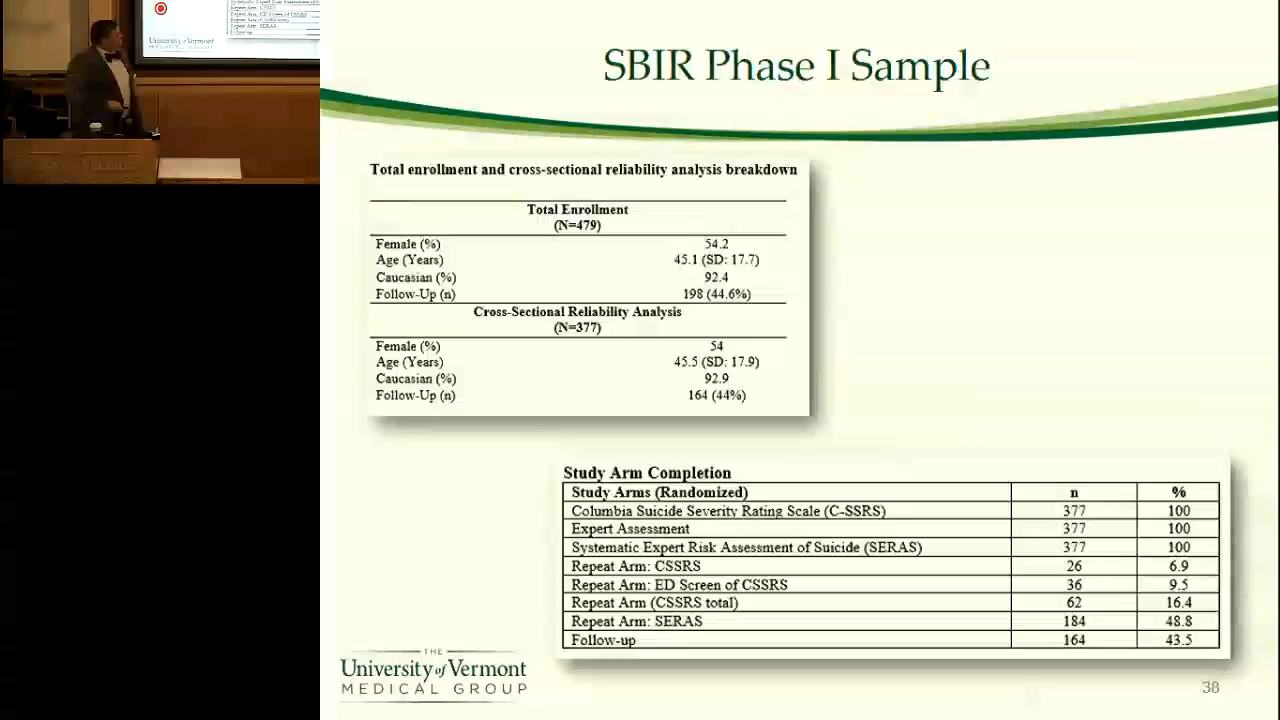 SBIR Phase I Sample
Total enrollment and cross-sectional reliability analysis breakdown
Total Enrollment
(N=479)
Female (%) 54.2
Age (Years) 45.1 (SD: 17.7)
Caucasian (%) 92.4
Follow-Up (n) 198 (44.6%)
Cross-Sectional Reliability Analysis
(N=377)
Female (%) 54
Age (Years) 45.5 (SD: 17.9)
Caucasian (%) 92.9
Follow-Up (n) 164 (44%)
Study Arm Completion
Study Arms (Randomized) n %
Columbia Suicide Severity Rating Scale (C-SSRS) 377 100
Expert Assessment 377 100
Systematic Expert Risk Assessment of Suicide (SERAS) 377 100
Repeat Arm: CSSRS 26 6.9
Repeat Arm: ED Screen of CSSRS 36 9.5
Repeat Arm (CSSRS total) 62 16.4
Repeat Arm: SERAS 184 48.8
Follow-up 164 43.5
THE
University of Vermont
MEDICAL GROUP
38
University of Vermont